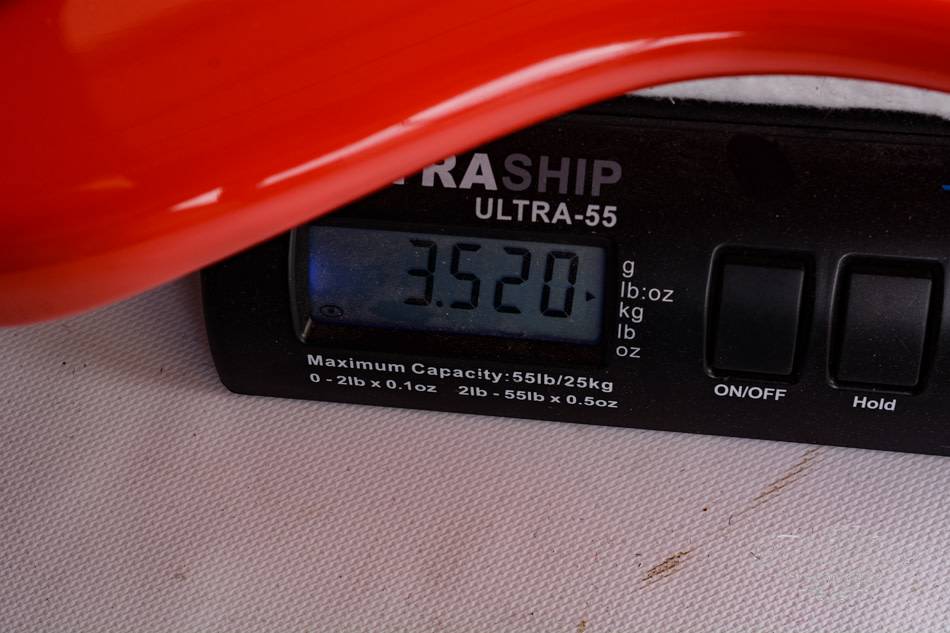 TRASHIP
ULTRA-55
3.520
g
lb:oz
kg
lb
oz
Maximum Capacity:55lb/25kg
0 - 2lb x 0.1oz 2lb - 55lb x 0.5oz
ON/OFF
Hold